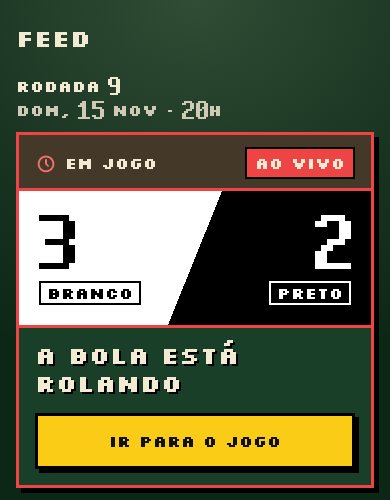 FEED
RODADA 9
DOM, 15 NOV · 20H
EM JOGO
AO VIVO
3
2
BRANCO
PRETO
A BOLA ESTÁ
ROLANDO
IR PARA O JOGO